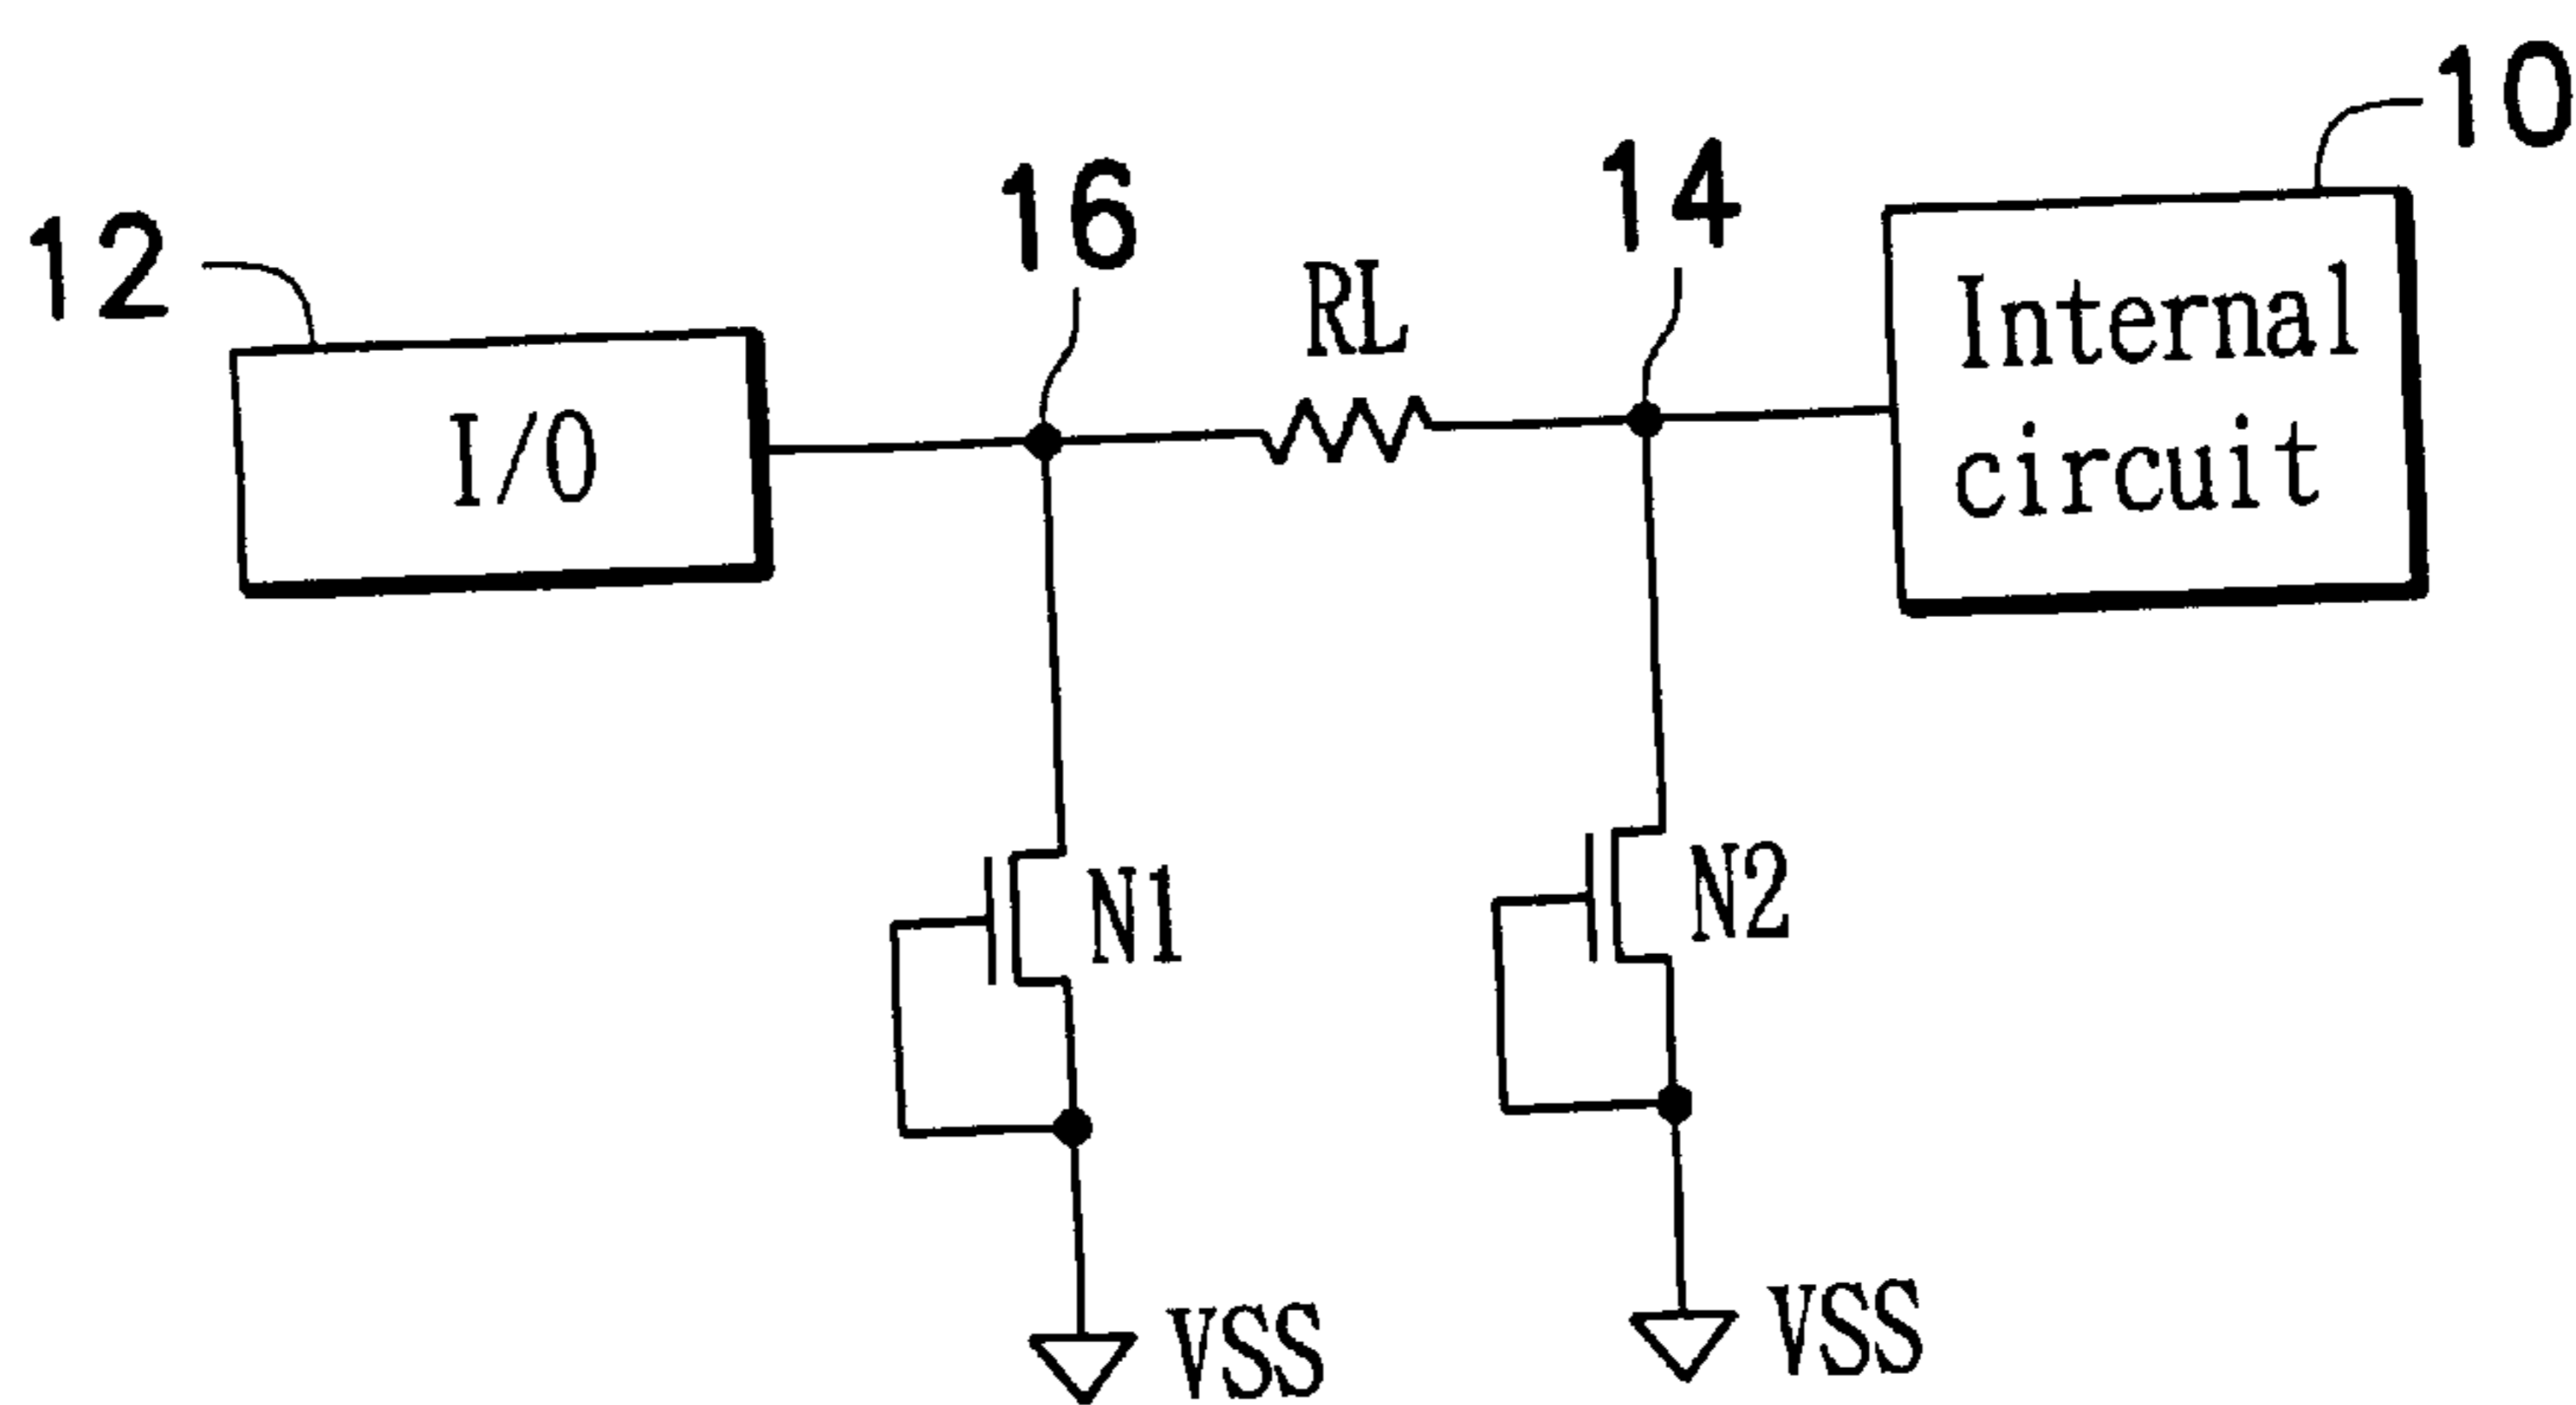 10
16
14
12
RL
Internal
circuit
I/O
N1
N2
VSS
VSS